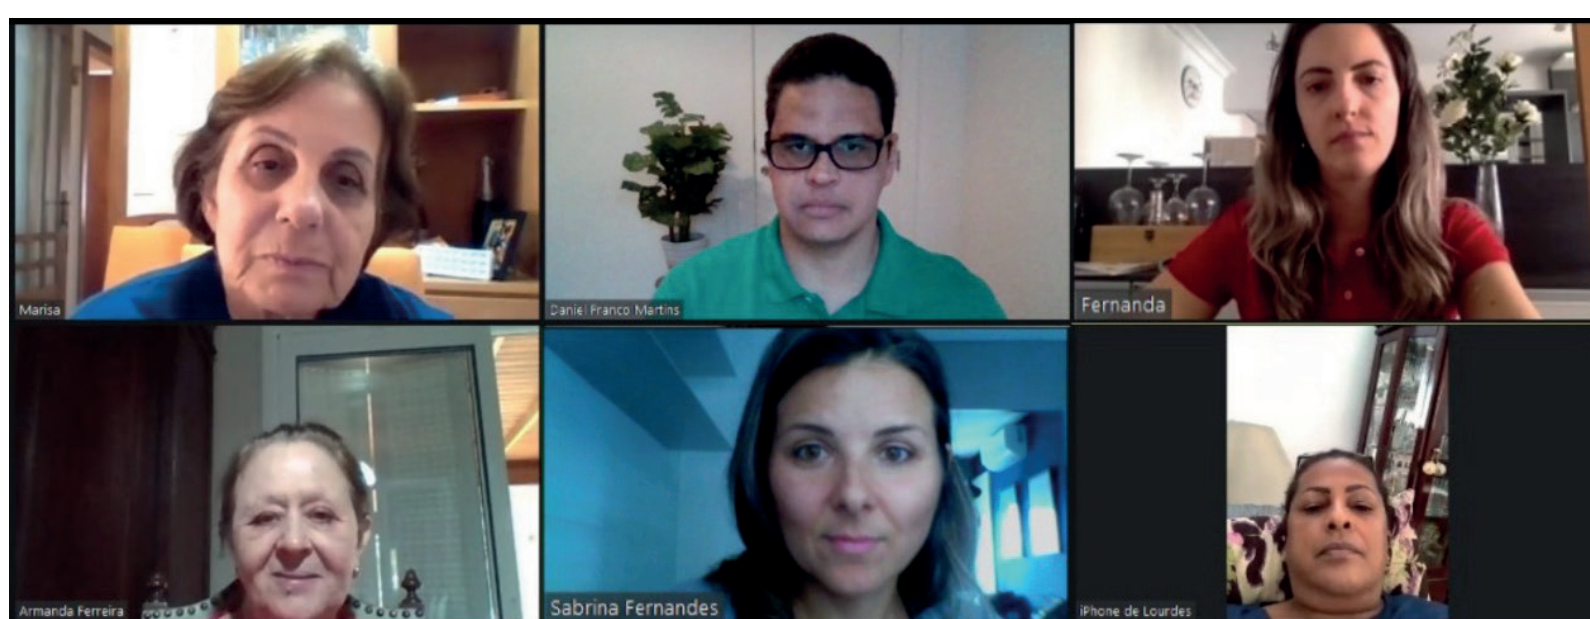 Marisa
Daniel Franco Martins
Fernanda
Armanda Ferreira
Sabrina Fernandes
iPhone de Lourdes